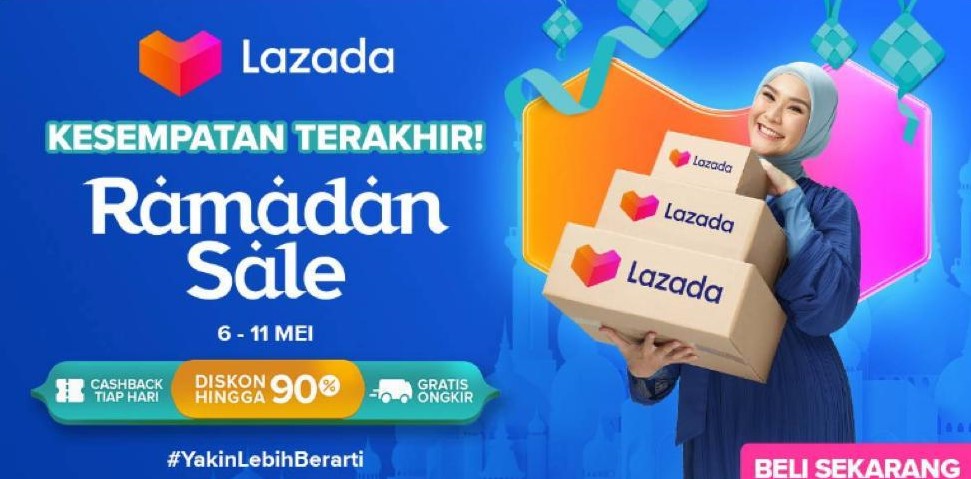 Lazada
KESEMPATAN TERAKHIR!
Ramadan
Sale
6 - 11 MEI
CASHBACK
TIAP HARI
DISKON
HINGGA 90%
GRATIS
ONGKIR
#YakinLebihBerarti
Lazada
Lazada
Lazada
BELI SEKARANG